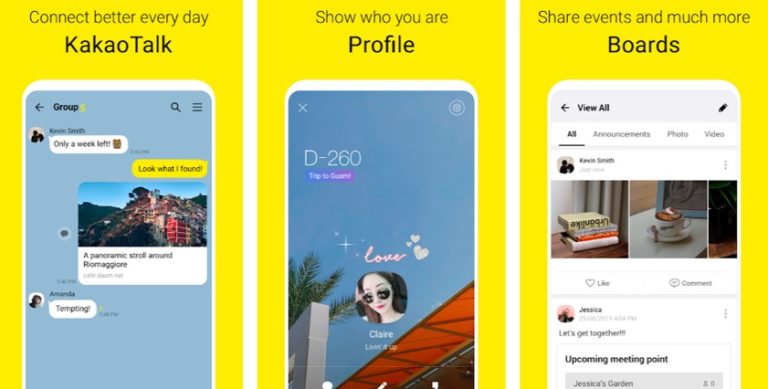 Connect better every day
KakaoTalk
Group 5
Kevin Smith
Only a week left!
2:45 PM
Look what I found!
A panoramic stroll around
Riomaggiore
cafe.daum.net
2:46 PM
Amanda
Tempting!
2:46 PM
Show who you are
Profile
D-260
Trip to Guam!
love
Claire
Livin' it up
Share events and much more
Boards
View All
All
Announcements
Photo
Video
Kevin Smith
Just now
Urbanlike
Like
Comment
Jessica
29/06/2019 4:04 PM
Let's get together!!!
Upcoming meeting point
Jessica's Garden
0